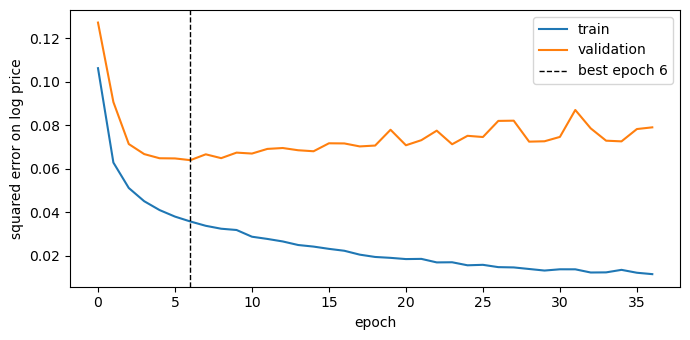 train
validation
best epoch 6
squared error on log price
0.12
0.10
0.08
0.06
0.04
0.02
0 5 10 15 20 25 30 35
epoch